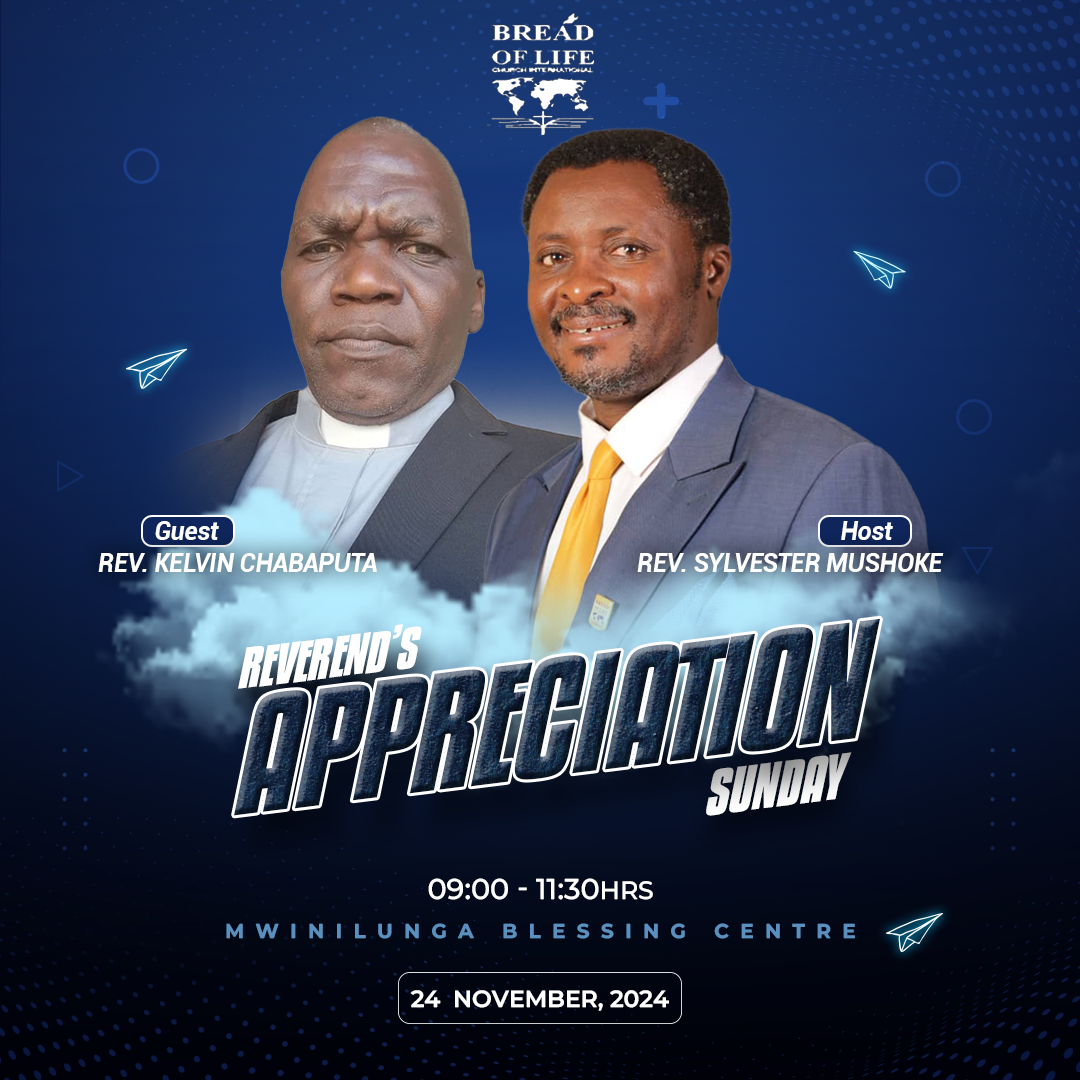 BREAD
OF LIFE
CHURCH INTERNATIONAL
Guest
REV. KELVIN CHABAPUTA
Host
REV. SYLVESTER MUSHOKE
REVEREND'S
APPRECIATION
SUNDAY
09:00 - 11:30HRS
MWINILUNGA BLESSING CENTRE
24 NOVEMBER, 2024